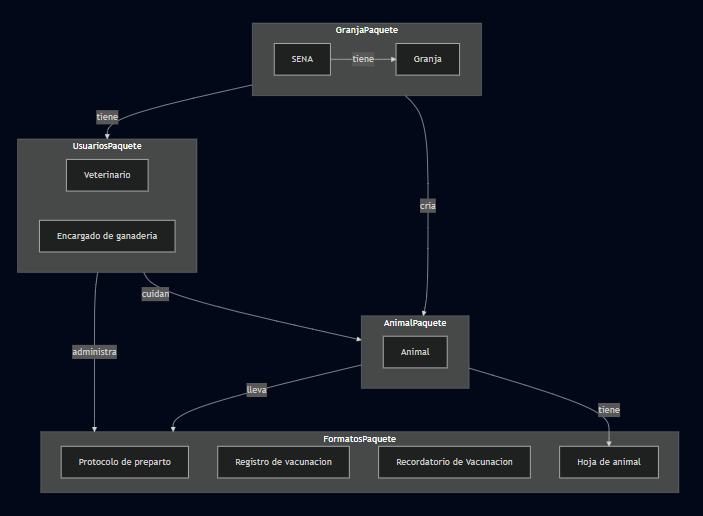 GranjaPaquete
SENA
tiene
Granja
tiene
UsuariosPaquete
Veterinario
Encargado de ganaderia
cria
cuidan
AnimalPaquete
Animal
administra
lleva
tiene
FormatosPaquete
Protocolo de preparto
Registro de vacunacion
Recordatorio de Vacunacion
Hoja de animal